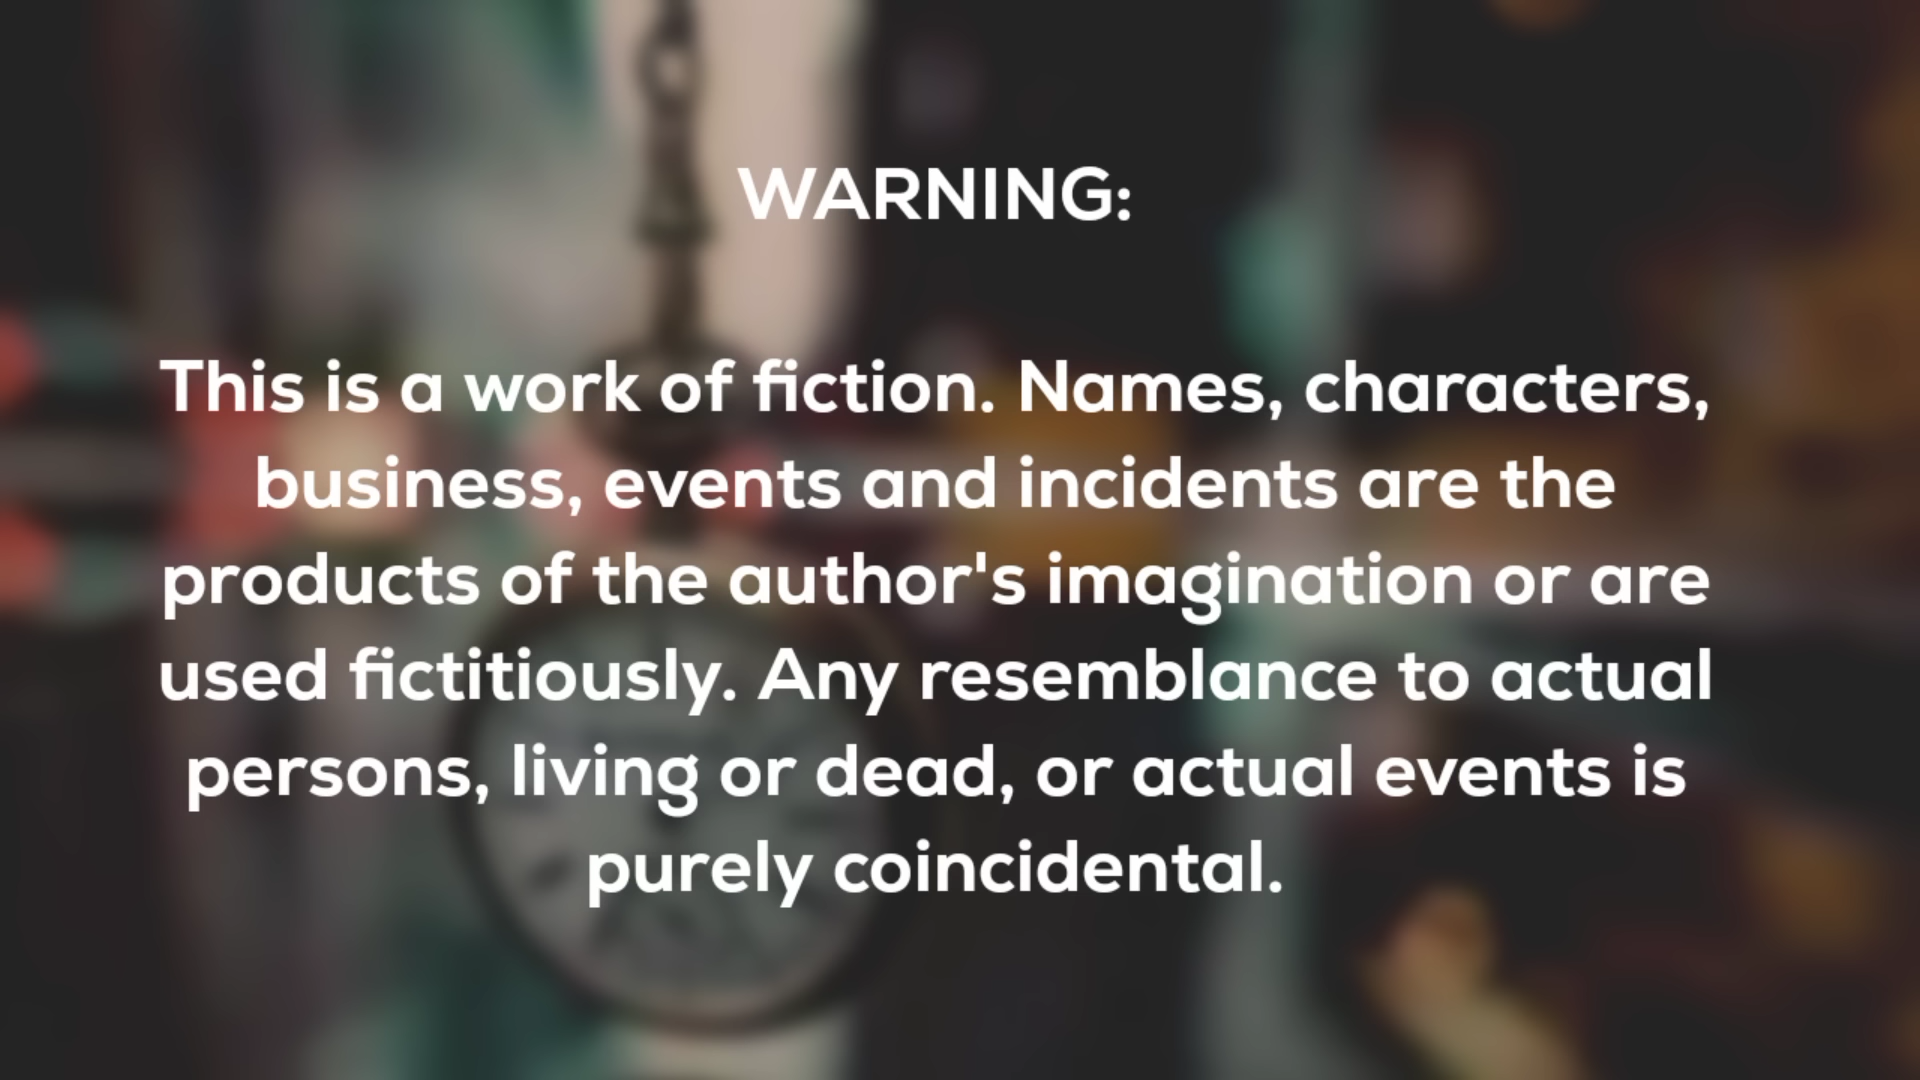 WARNING:
This is a work of fiction. Names, characters,
business, events and incidents are the
products of the author's imagination or are
used fictitiously. Any resemblance to actual
persons, living or dead, or actual events is
purely coincidental.